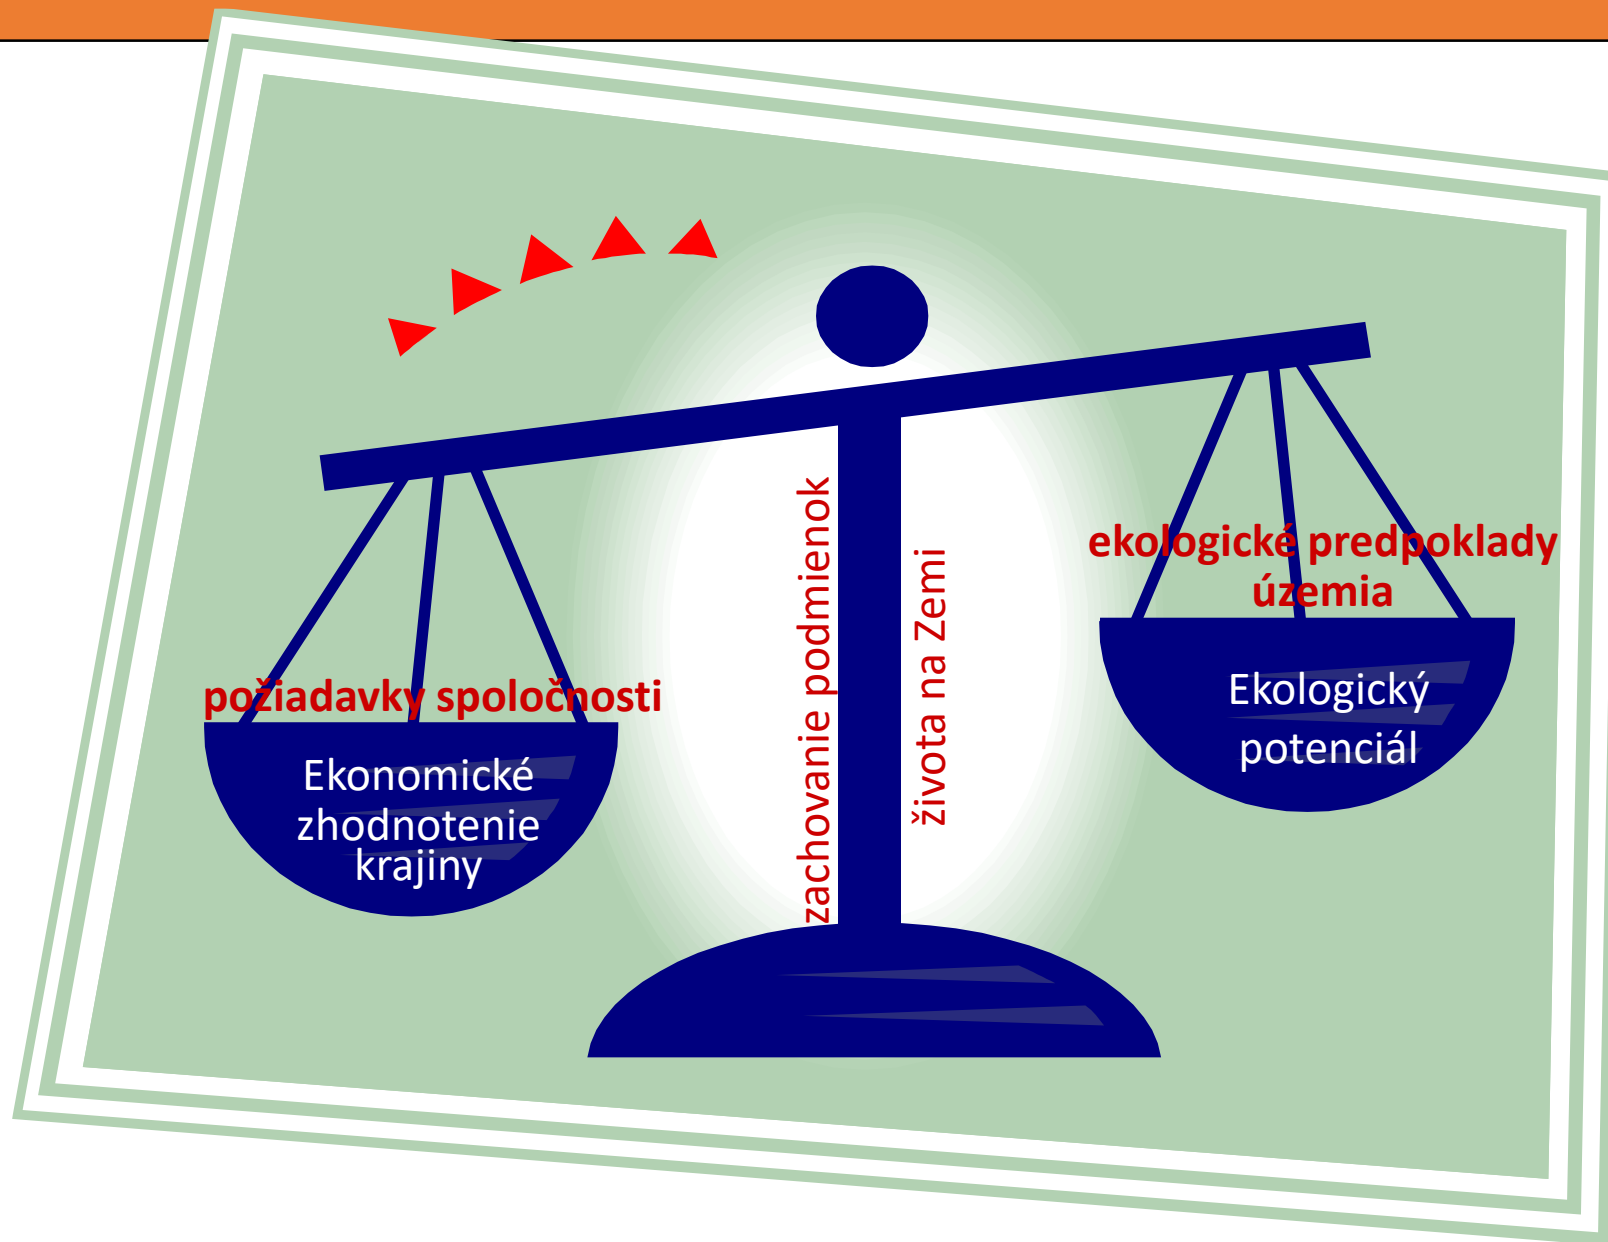 požiadavky spoločnosti
Ekonomické
zhodnotenie
krajiny
zachovanie podmienok
života na Zemi
ekologické predpoklady
územia
Ekologický
potenciál